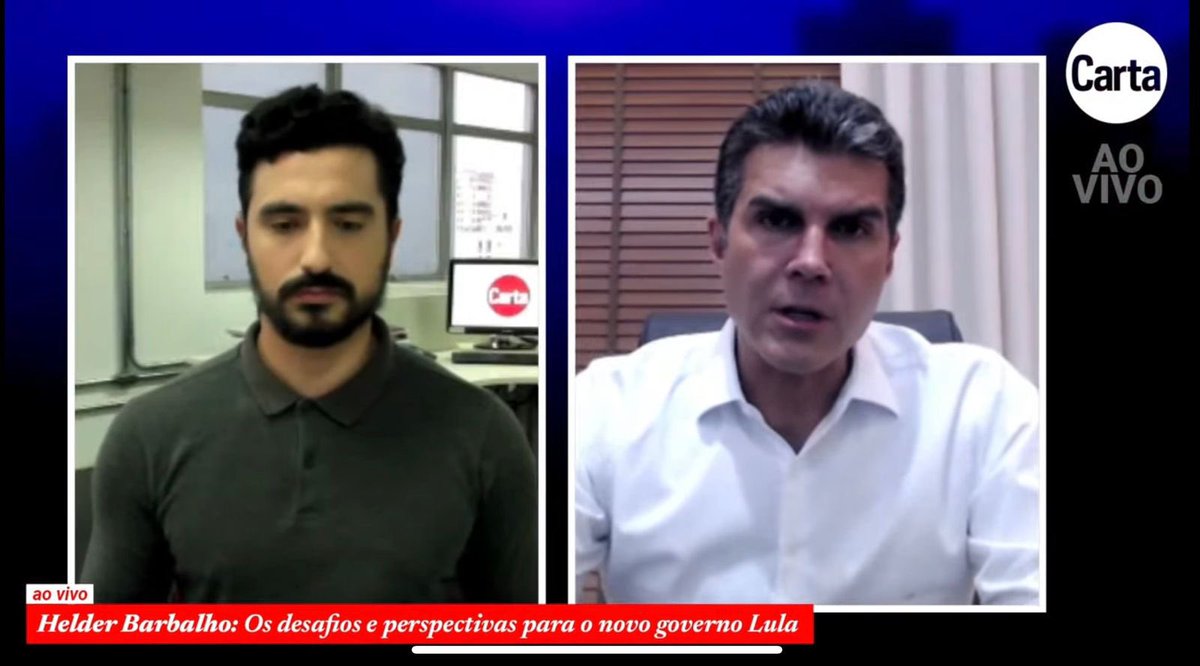 Carta
AO
VIVO
Carta
ao vivo
Helder Barbalho: Os desafios e perspectivas para o novo governo Lula